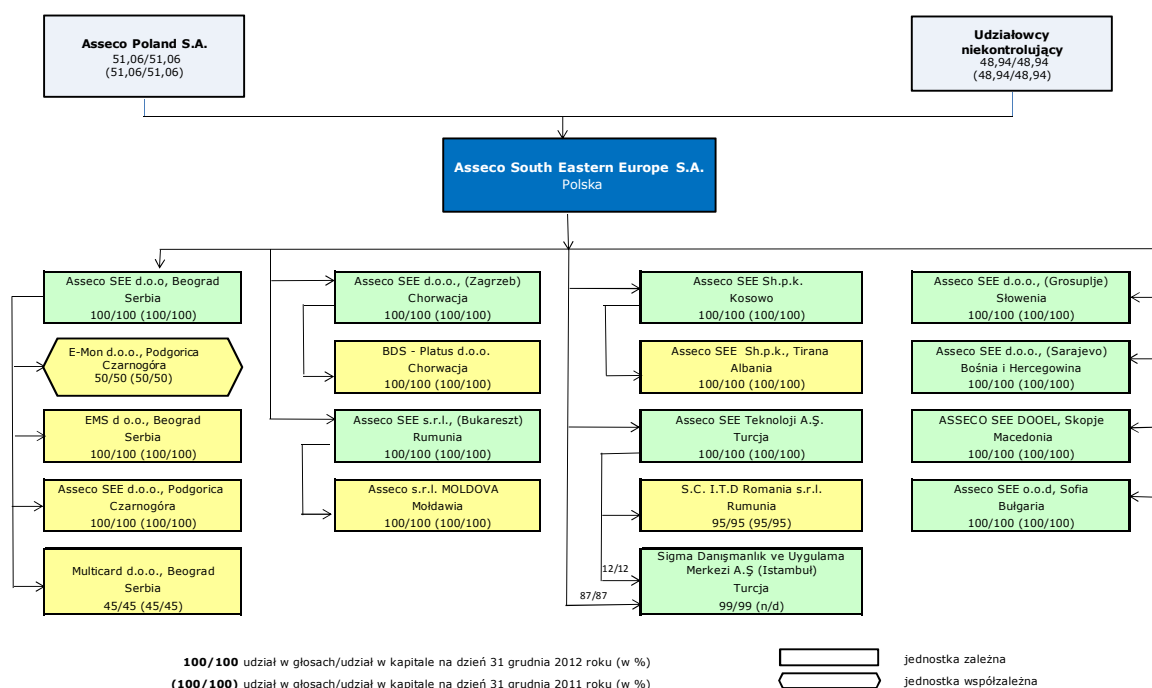 Asseco Poland S.A.
51,06/51,06
(51,06/51,06)
Udziałowcy
niekontrolujący
48,94/48,94
(48,94/48,94)
Asseco South Eastern Europe S.A.
Polska
Asseco SEE d.o.o, Beograd
Serbia
100/100 (100/100)
E-Mon d.o.o., Podgorica
Czarnogóra
50/50 (50/50)
EMS d o.o., Beograd
Serbia
100/100 (100/100)
Asseco SEE d.o.o., Podgorica
Czarnogóra
100/100 (100/100)
Multicard d.o.o., Beograd
Serbia
45/45 (45/45)
Asseco SEE d.o.o., (Zagrzeb)
Chorwacja
100/100 (100/100)
BDS - Platus d.o.o.
Chorwacja
100/100 (100/100)
Asseco SEE s.r.l., (Bukareszt)
Rumunia
100/100 (100/100)
Asseco s.r.l. MOLDOVA
Mołdawia
100/100 (100/100)
Asseco SEE Sh.p.k.
Kosowo
100/100 (100/100)
Asseco SEE Sh.p.k., Tirana
Albania
100/100 (100/100)
Asseco SEE Teknoloji A.Ş.
Turcja
100/100 (100/100)
S.C. I.T.D Romania s.r.l.
Rumunia
95/95 (95/95)
12/12
87/87
Sigma Danışmanlık ve Uygulama
Merkezi A.Ş (Istambuł)
Turcja
99/99 (n/d)
Asseco SEE d.o.o., (Grosuplje)
Słowenia
100/100 (100/100)
Asseco SEE d.o.o., (Sarajevo)
Bośnia i Hercegowina
100/100 (100/100)
ASSECO SEE DOOEL, Skopje
Macedonia
100/100 (100/100)
Asseco SEE o.o.d, Sofia
Bułgaria
100/100 (100/100)
100/100 udział w głosach/udział w kapitale na dzień 31 grudnia 2012 roku (w %)
(100/100) udział w głosach/udział w kapitale na dzień 31 grudnia 2011 roku (w %)
jednostka zależna
jednostka współzależna